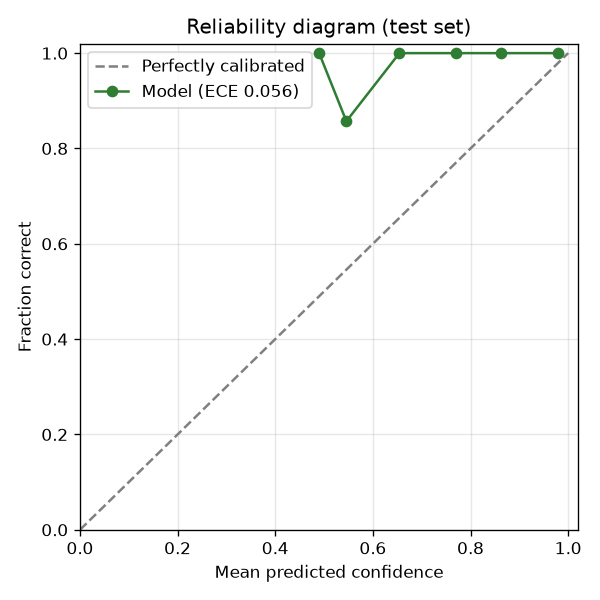 Reliability diagram (test set)
Perfectly calibrated
Model (ECE 0.056)
Fraction correct
1.0
0.8
0.6
0.4
0.2
0.0
0.0 0.2 0.4 0.6 0.8 1.0
Mean predicted confidence